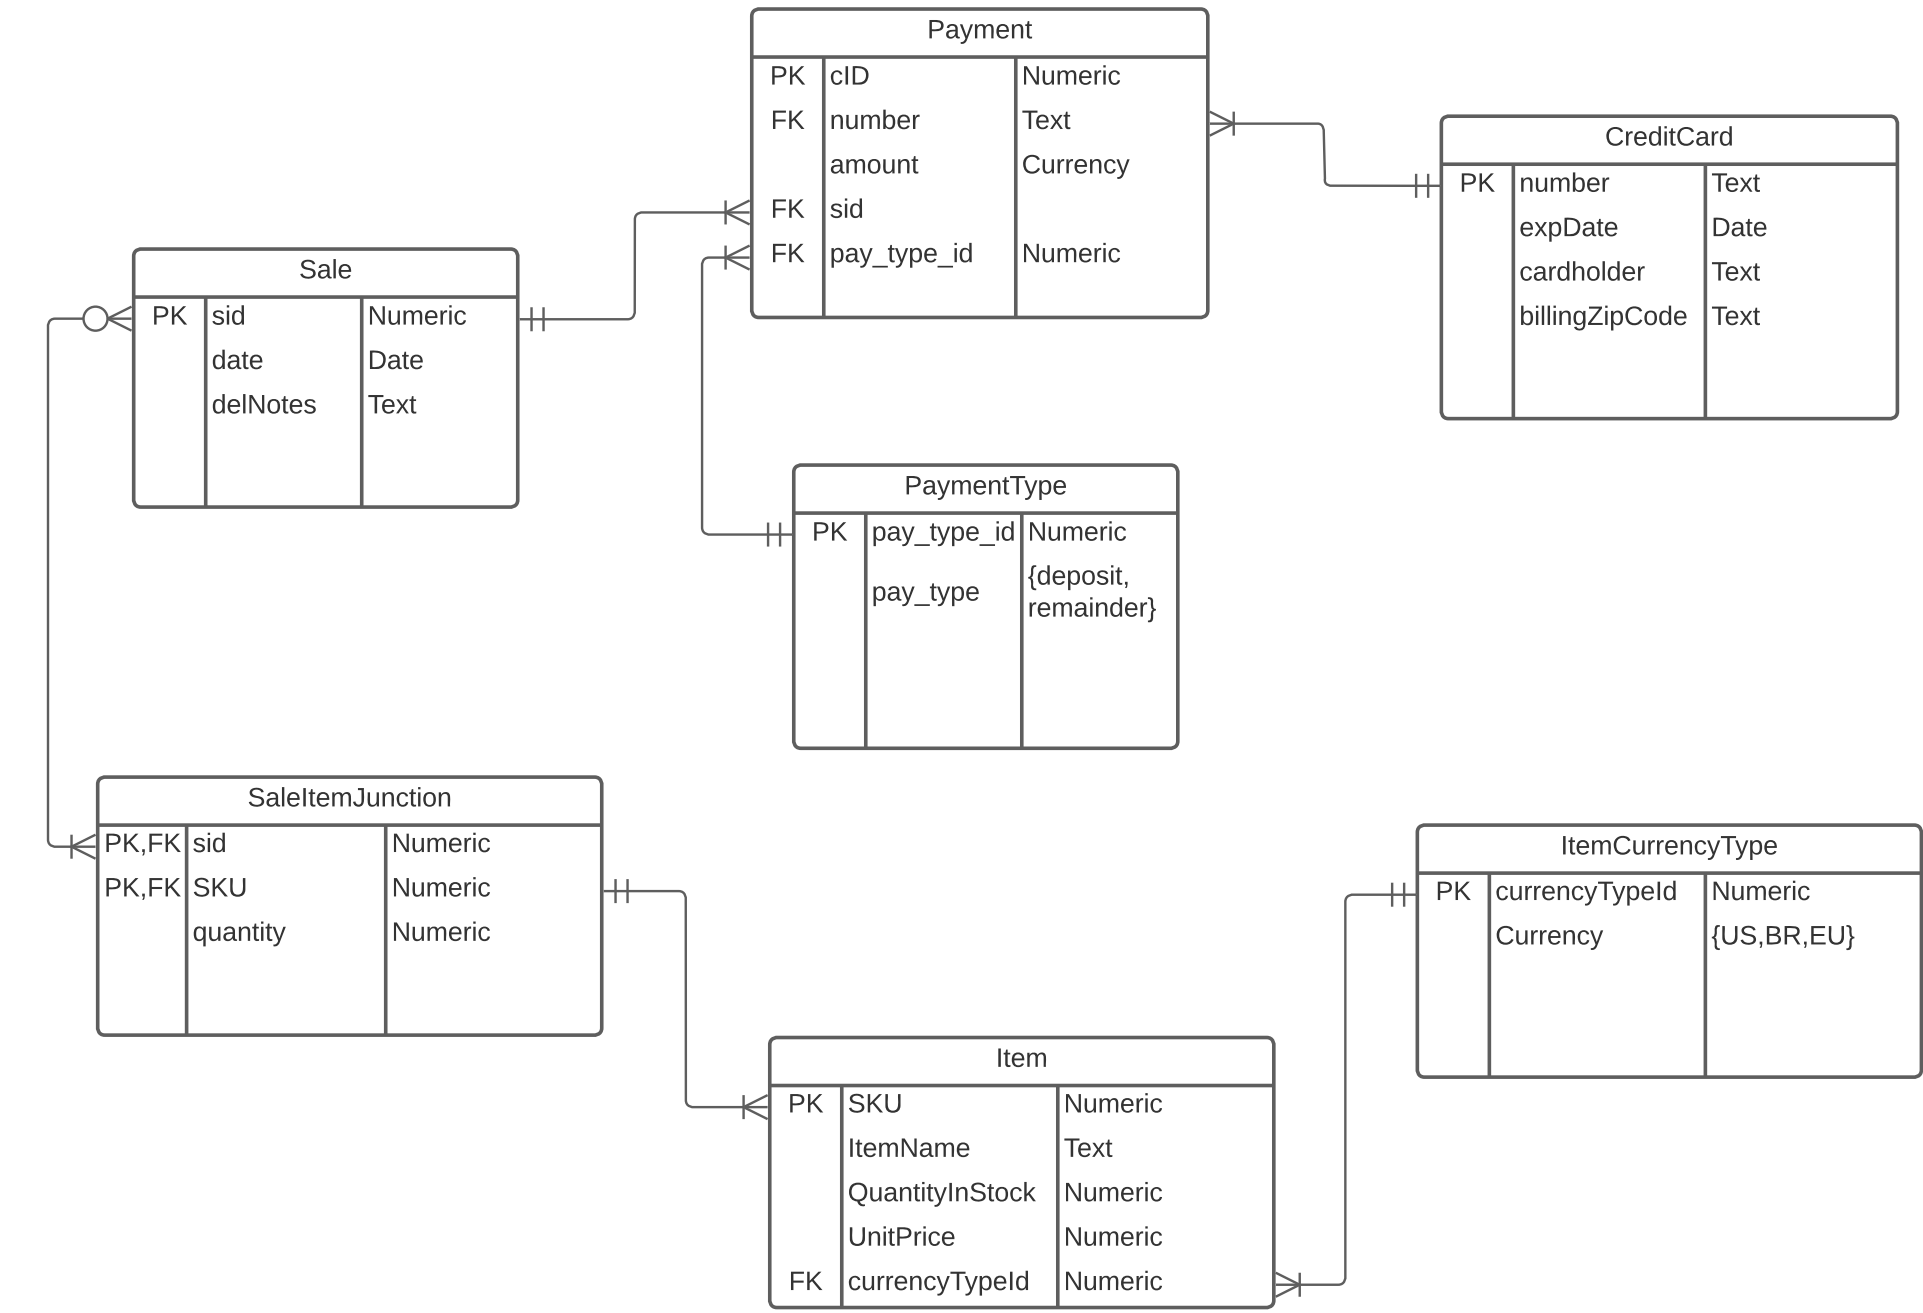 Payment
PK cID Numeric
FK number Text
amount Currency
FK sid
FK pay_type_id Numeric
CreditCard
PK number Text
expDate Date
cardholder Text
billingZipCode Text
Sale
PK sid Numeric
date Date
delNotes Text
PaymentType
PK pay_type_id Numeric
pay_type {deposit,
remainder}
SaleItemJunction
PK,FK sid Numeric
PK,FK SKU Numeric
quantity Numeric
ItemCurrencyType
PK currencyTypeId Numeric
Currency {US,BR,EU}
Item
PK SKU Numeric
ItemName Text
QuantityInStock Numeric
UnitPrice Numeric
FK currencyTypeId Numeric